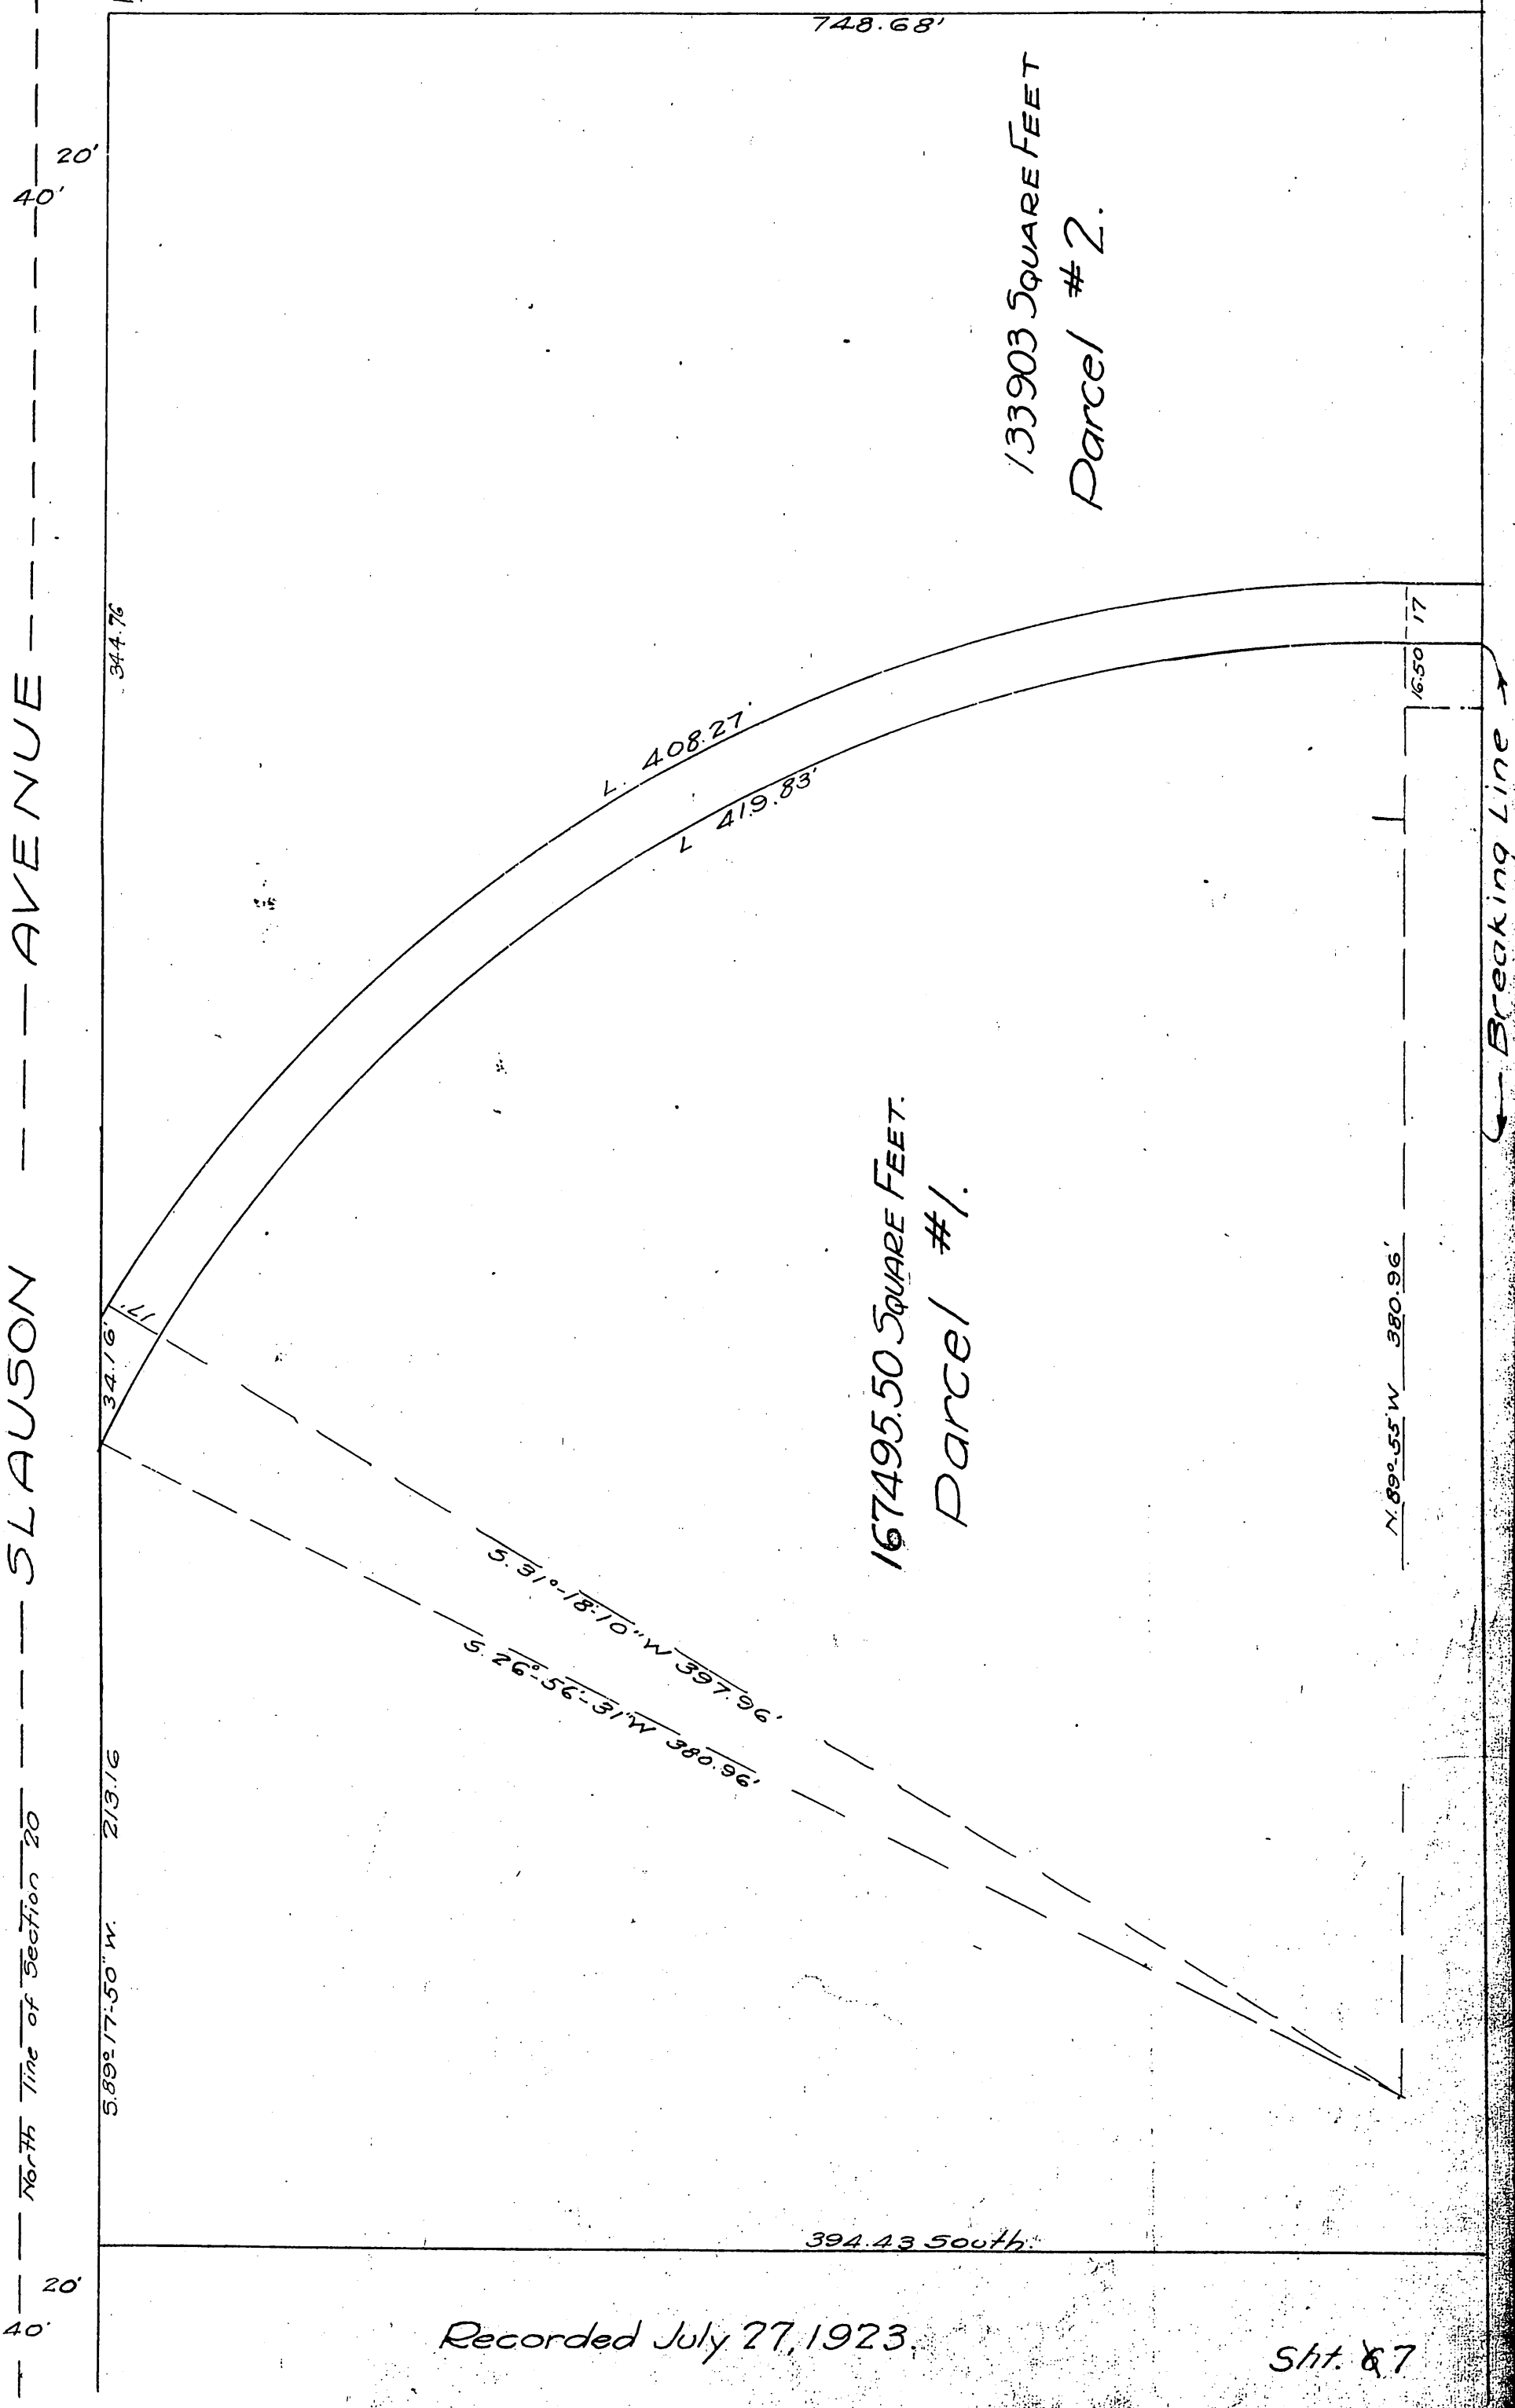 748.68'
20'
40'
133903 SQUARE FEET
Parcel #2.
344.76
L. 408.27'
L 419.83'
16.50 17
← Breaking Line →
SLAUSON AVENUE
17'
34.16'
167495.50 SQUARE FEET.
Parcel #1.
N. 89°-55' W 380.96'
S. 31°-18'-10" W 397.96'
S. 26°-56'-31" W 380.96'
S.89°-17'-50" W. 213.16
North line of Section 20
394.43 South.
20'
40'
Recorded July 27, 1923.
Sht. 7